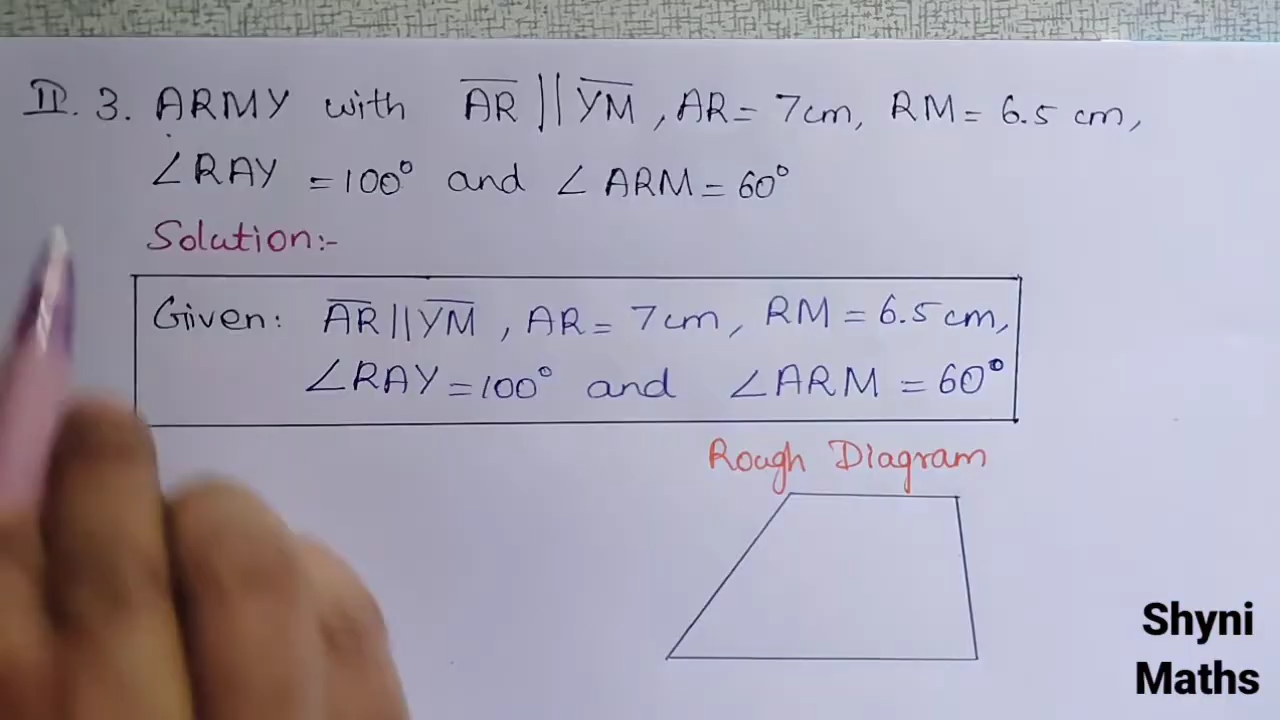 II. 3. ARMY with AR || YM, AR = 7cm, RM = 6.5 cm,
∠RAY = 100° and ∠ARM = 60°
Solution:-
Given: AR || YM, AR = 7cm, RM = 6.5 cm,
∠RAY = 100° and ∠ARM = 60°
Rough Diagram
Shyni
Maths